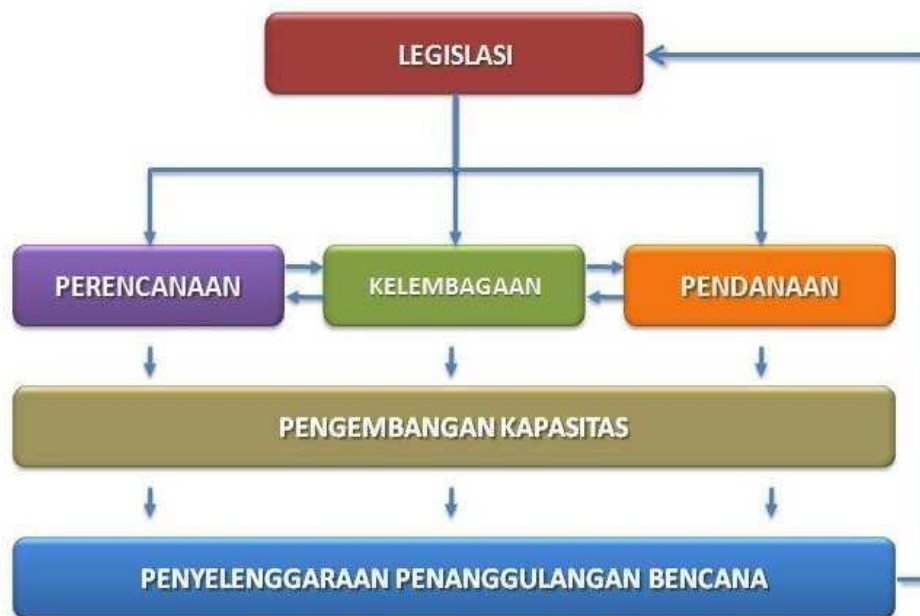 LEGISLASI
PERENCANAAN
KELEMBAGAAN
PENDANAAN
PENGEMBANGAN KAPASITAS
PENYELENGGARAAN PENANGGULANGAN BENCANA